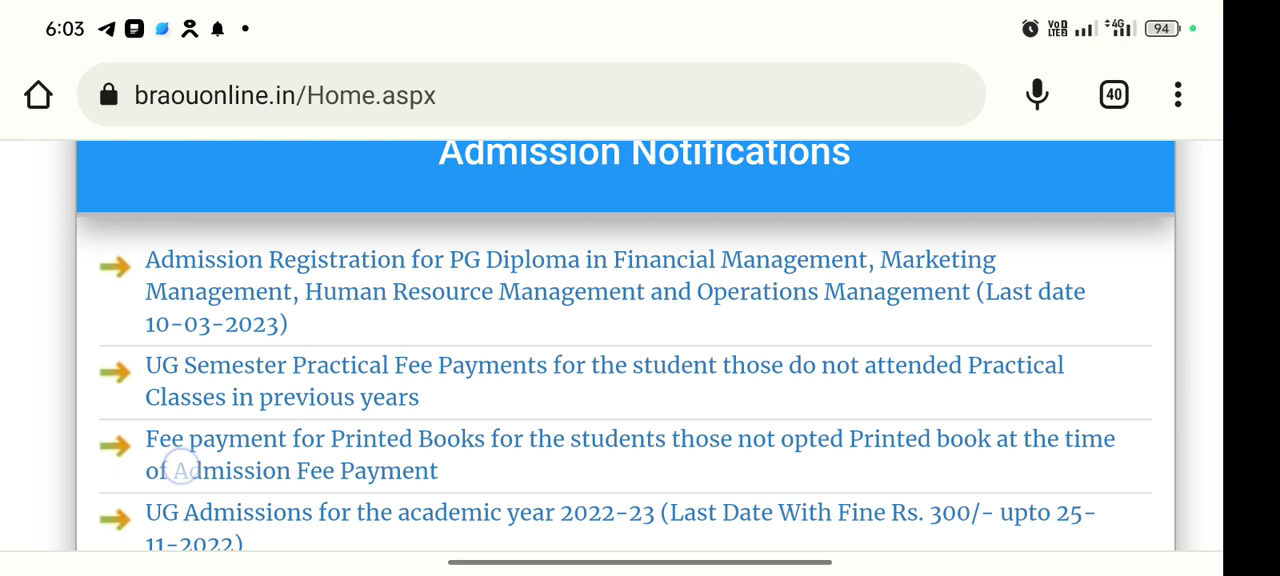 6:03
Vo D
LTE 2
4G
94
braouonline.in/Home.aspx
40
Admission Notifications
Admission Registration for PG Diploma in Financial Management, Marketing
Management, Human Resource Management and Operations Management (Last date
10-03-2023)
UG Semester Practical Fee Payments for the student those do not attended Practical
Classes in previous years
Fee payment for Printed Books for the students those not opted Printed book at the time
of Admission Fee Payment
UG Admissions for the academic year 2022-23 (Last Date With Fine Rs. 300/- upto 25-
11-2022)